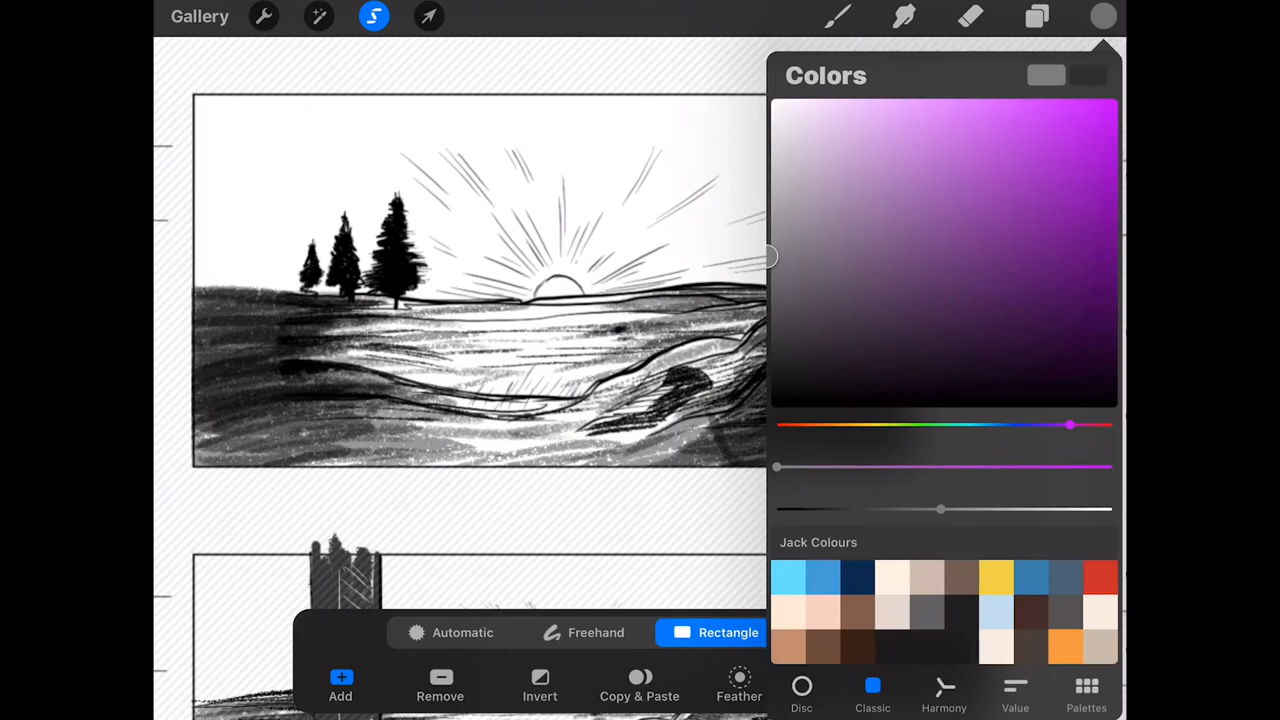 Gallery
Colors
Jack Colours
Automatic Freehand Rectangle
Add Remove Invert Copy & Paste Feather
Disc Classic Harmony Value Palettes